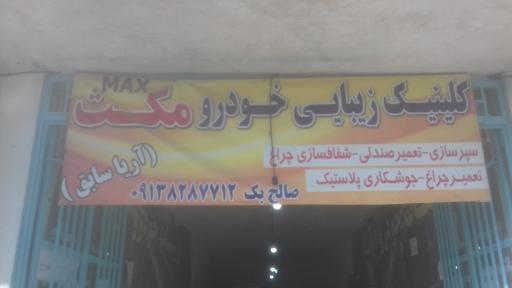 MAX
کلینیک زیبایی خودرو مکث
سپرسازی-تعمیر صندلی-شفافسازی چراغ
تعمیر چراغ-جوشکاری پلاستیک
(آریا سابق)
صالح بک ۰۹۱۳۸۲۸۷۷۱۲